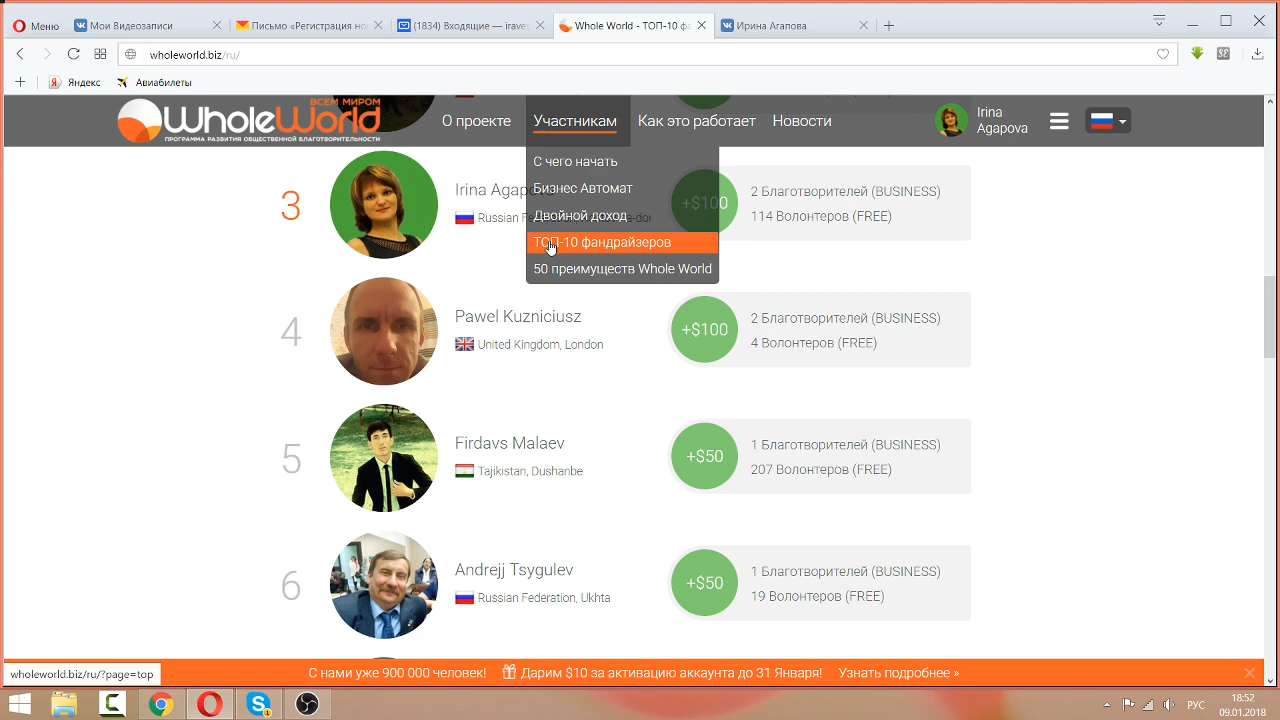 Меню
Мои Видеозаписи
Письмо «Регистрация но
(1834) Входящие —
Whole World - ТОП-10 фа
Ирина Агапова
wholeworld.biz/ru/
Яндекс
Авиабилеты
ВСЕМ МИРОМ
WholeWorld
ПРОГРАММА РАЗВИТИЯ ОБЩЕСТВЕННОЙ БЛАГОТВОРИТЕЛЬНОСТИ
О проекте
Участникам
Как это работает
Новости
Irina
Agapova
С чего начать
Бизнес Автомат
Двойной доход
ТОП-10 фандрайзеров
50 преимуществ Whole World
3
Irina
+$100
2 Благотворителей (BUSINESS)
114 Волонтеров (FREE)
Russian
4
Pawel Kuzniciusz
United Kingdom, London
+$100
2 Благотворителей (BUSINESS)
4 Волонтеров (FREE)
5
Firdavs Malaev
Tajikistan, Dushanbe
+$50
1 Благотворителей (BUSINESS)
207 Волонтеров (FREE)
6
Andrejj Tsygulev
Russian Federation, Ukhta
+$50
1 Благотворителей (BUSINESS)
19 Волонтеров (FREE)
wholeworld.biz/ru/?page=top
С нами уже 900 000 человек!
Дарим $10 за активацию аккаунта до 31 Января!
Узнать подробнее »
РУС
18:52
09.01.2018